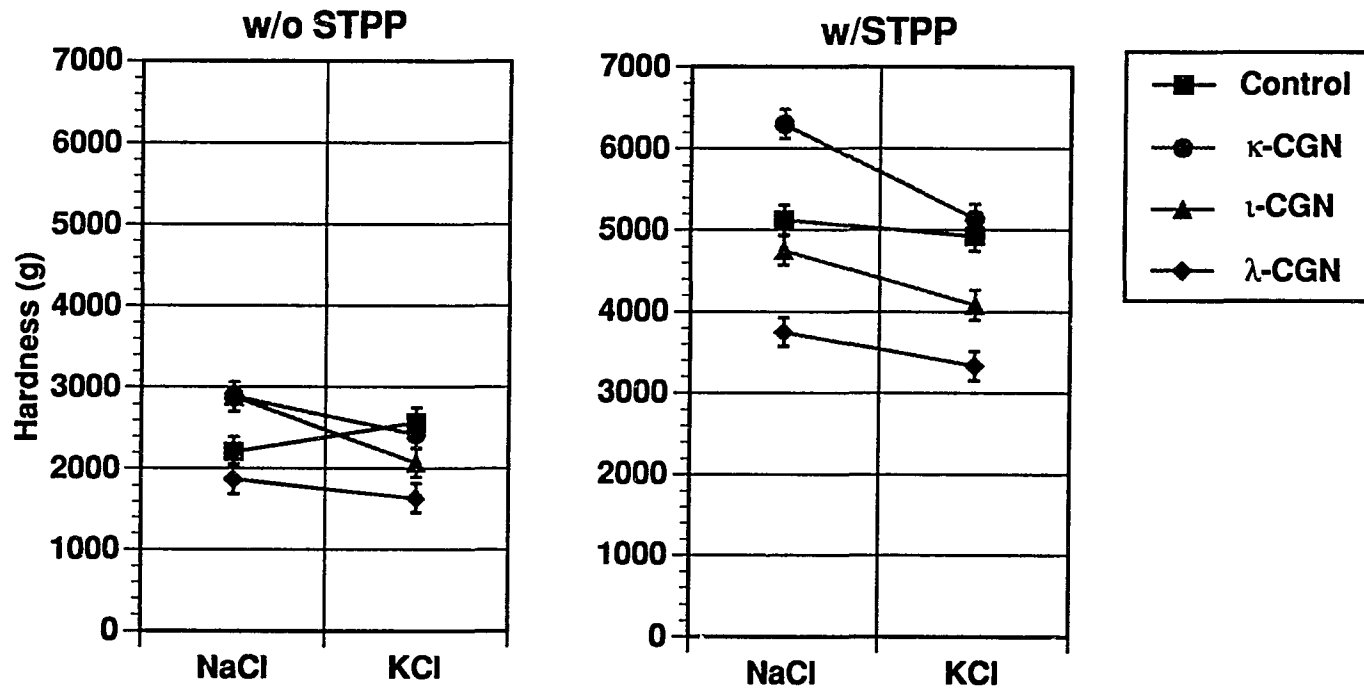 w/o STPP
w/STPP
Hardness (g)
7000
6000
5000
4000
3000
2000
1000
0
NaCl
KCl
7000
6000
5000
4000
3000
2000
1000
0
NaCl
KCl
Control
κ-CGN
ι-CGN
λ-CGN